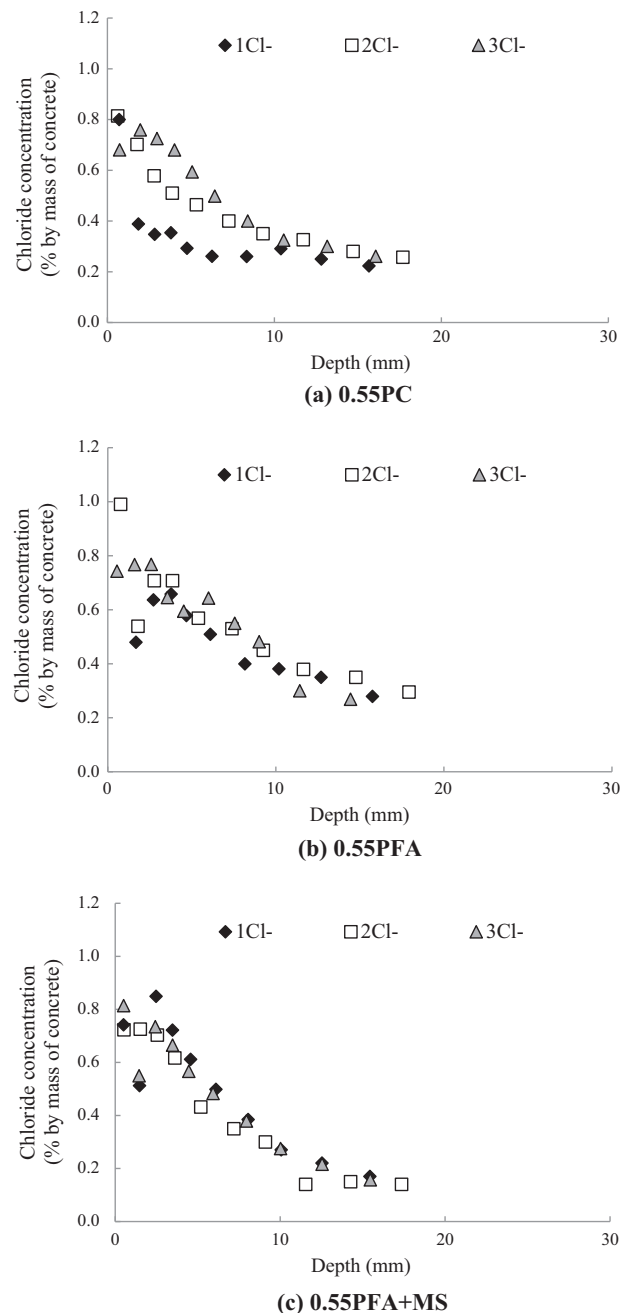 1.2
1Cl- 2Cl- 3Cl-
1.0
0.8
0.6
0.4
0.2
0.0
Chloride concentration
(% by mass of concrete)
0 10 20 30
Depth (mm)
(a) 0.55PC
1.2
1Cl- 2Cl- 3Cl-
1.0
0.8
0.6
0.4
0.2
0.0
Chloride concentration
(% by mass of concrete)
0 10 20 30
Depth (mm)
(b) 0.55PFA
1.2
1Cl- 2Cl- 3Cl-
1.0
0.8
0.6
0.4
0.2
0.0
Chloride concentration
(% by mass of concrete)
0 10 20 30
Depth (mm)
(c) 0.55PFA+MS